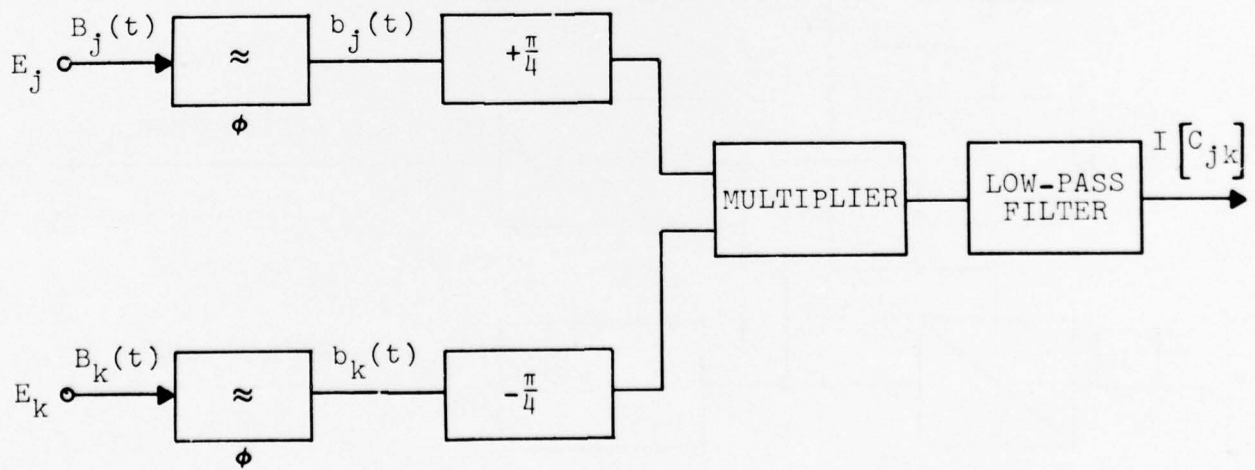 B_j(t)
b_j(t)
E_j
≈
+π/4
ϕ
MULTIPLIER
LOW-PASS
FILTER
I [C_jk]
B_k(t)
b_k(t)
E_k
≈
-π/4
ϕ